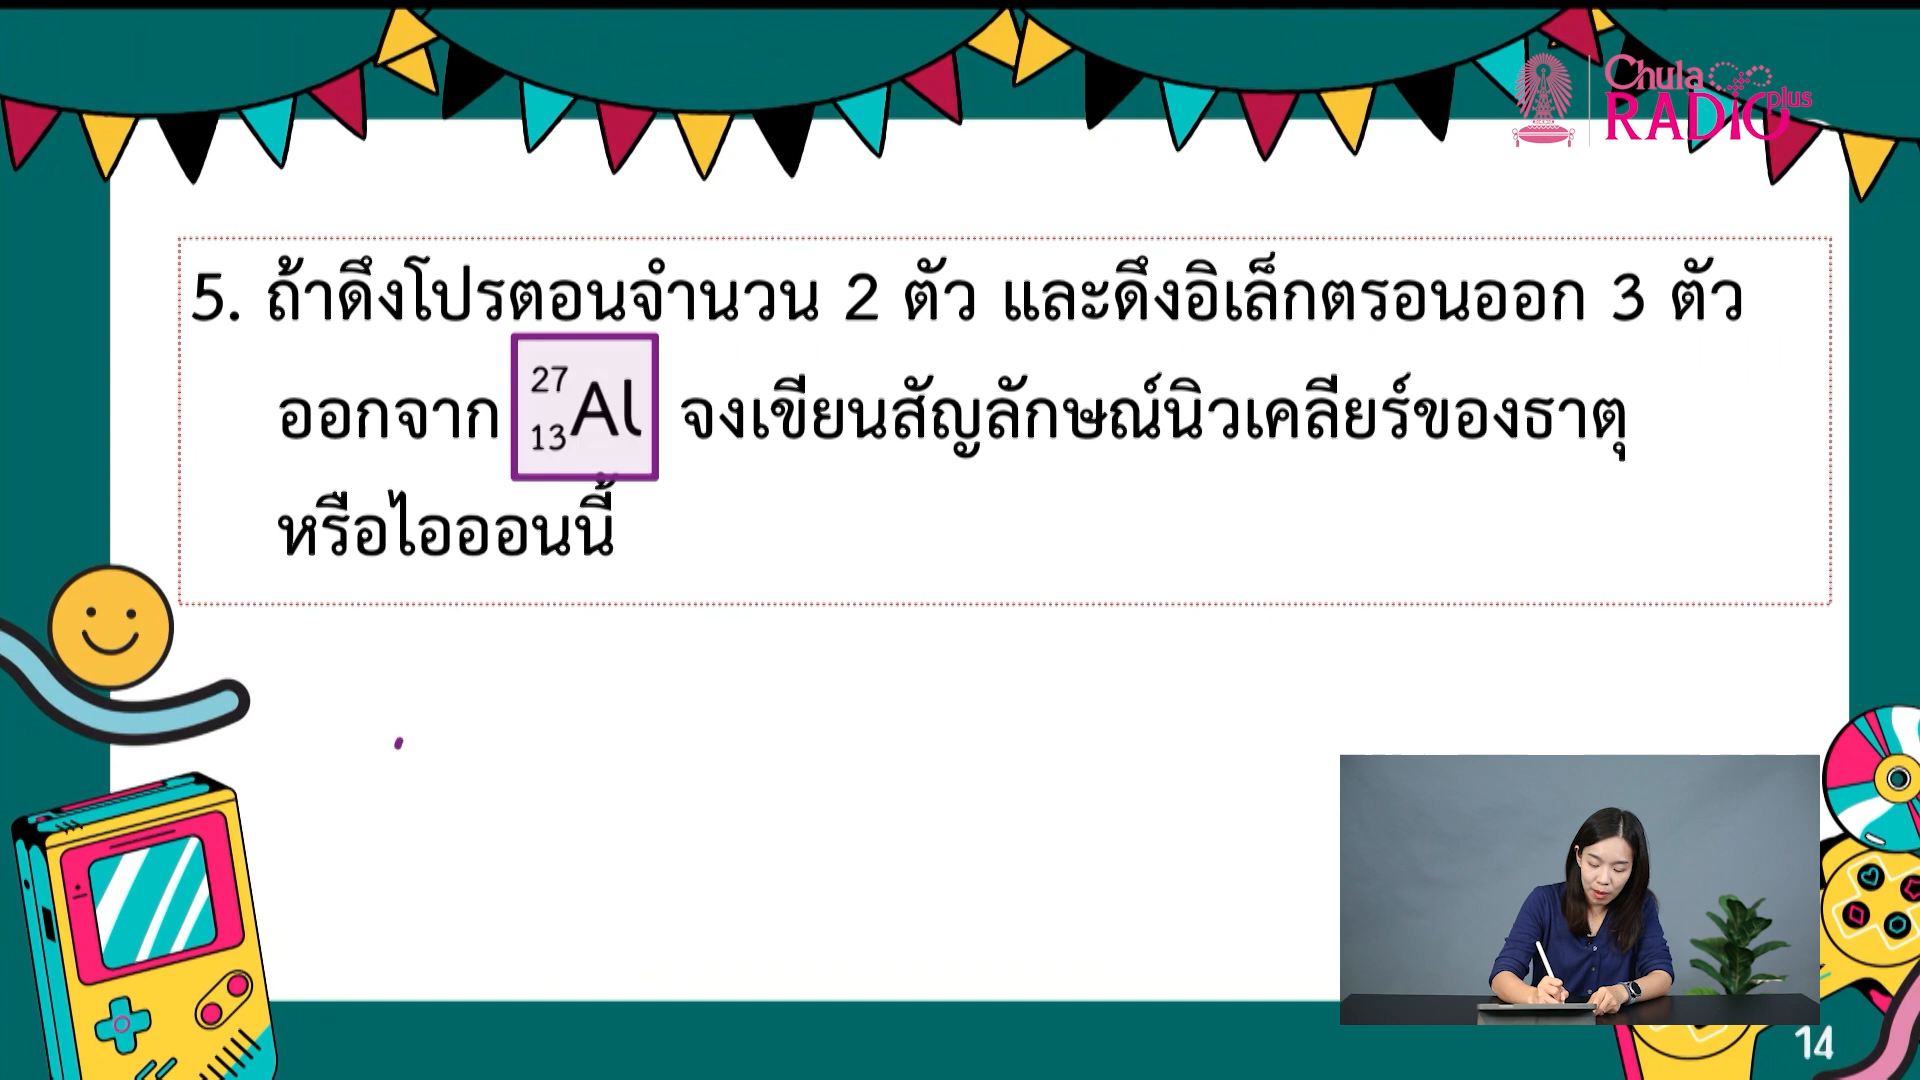 Chula
RADIO plus
5. ถ้าดึงโปรตอนจำนวน 2 ตัว และดึงอิเล็กตรอนออก 3 ตัว
ออกจาก ²⁷₁₃Al จงเขียนสัญลักษณ์นิวเคลียร์ของธาตุ
หรือไอออนนี้
14